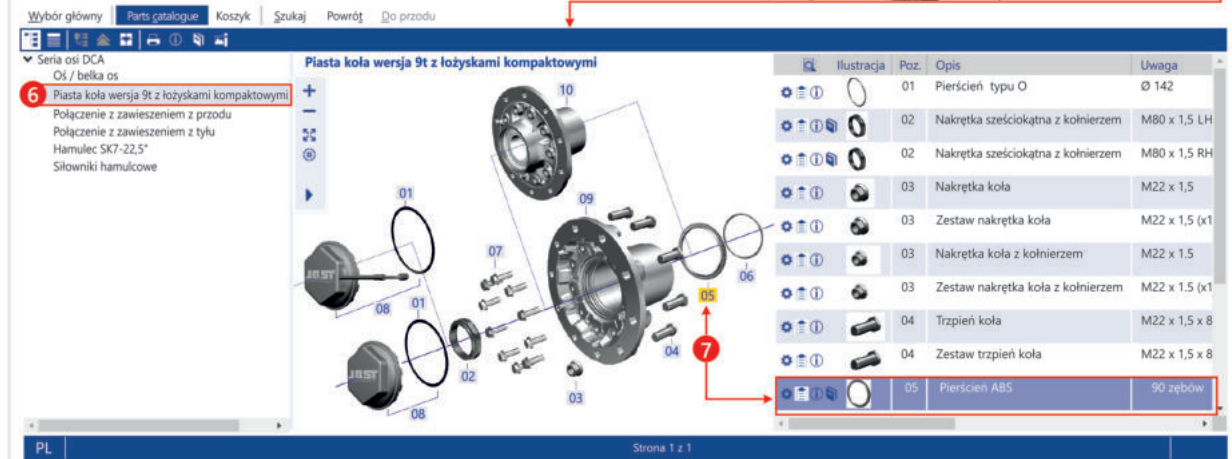 Wybór główny Parts catalogue Koszyk Szukaj Powrót Do przodu
Seria osi DCA
Oś / belka os
6 Piasta koła wersja 9t z łożyskami kompaktowymi
Połączenie z zawieszeniem z przodu
Połączenie z zawieszeniem z tyłu
Hamulec SK7-22,5"
Siłowniki hamulcowe
Piasta koła wersja 9t z łożyskami kompaktowymi
10
01
09
07
06
JOST
08
01
05
7
04
02
JOST
03
08
Ilustracja Poz. Opis Uwaga
01 Pierścień typu O Ø 142
02 Nakrętka sześciokątna z kołnierzem M80 x 1,5 LH
02 Nakrętka sześciokątna z kołnierzem M80 x 1,5 RH
03 Nakrętka koła M22 x 1,5
03 Zestaw nakrętka koła M22 x 1,5 (x1
03 Nakrętka koła z kołnierzem M22 x 1.5
03 Zestaw nakrętka koła z kołnierzem M22 x 1.5 (x1
04 Trzpień koła M22 x 1,5 x 8
04 Zestaw trzpień koła M22 x 1,5 x 8
05 Pierścień ABS 90 zębów
PL Strona 1 z 1